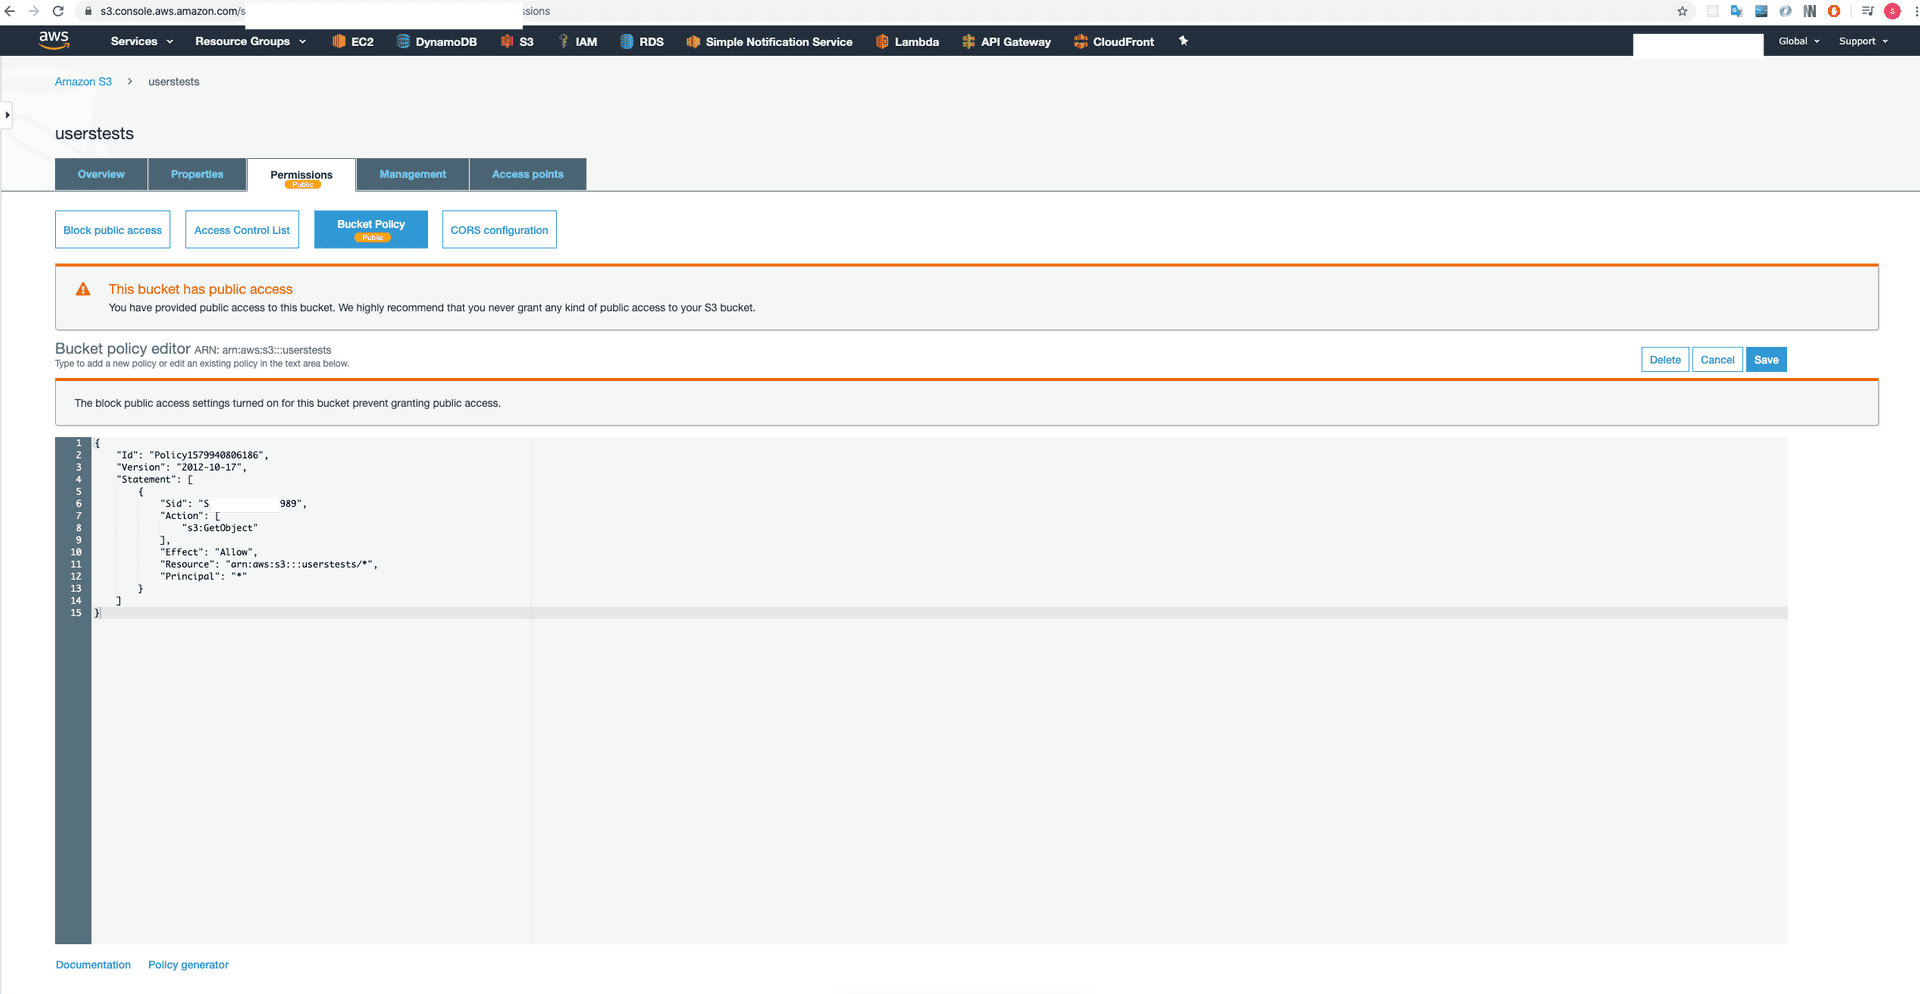 s3.console.aws.amazon.com/s ssions
aws Services Resource Groups EC2 DynamoDB S3 IAM RDS Simple Notification Service Lambda API Gateway CloudFront Global Support
Amazon S3 > userstests
userstests
Overview Properties Permissions Management Access points
Public
Block public access Access Control List Bucket Policy CORS configuration
Public
This bucket has public access
You have provided public access to this bucket. We highly recommend that you never grant any kind of public access to your S3 bucket.
Bucket policy editor ARN: arn:aws:s3:::userstests
Type to add a new policy or edit an existing policy in the text area below.
Delete Cancel Save
The block public access settings turned on for this bucket prevent granting public access.
1 {
2 "Id": "Policy1579940806186",
3 "Version": "2012-10-17",
4 "Statement": [
5 {
6 "Sid": "S 989",
7 "Action": [
8 "s3:GetObject"
9 ],
10 "Effect": "Allow",
11 "Resource": "arn:aws:s3:::userstests/*",
12 "Principal": "*"
13 }
14 ]
15 }
Documentation Policy generator